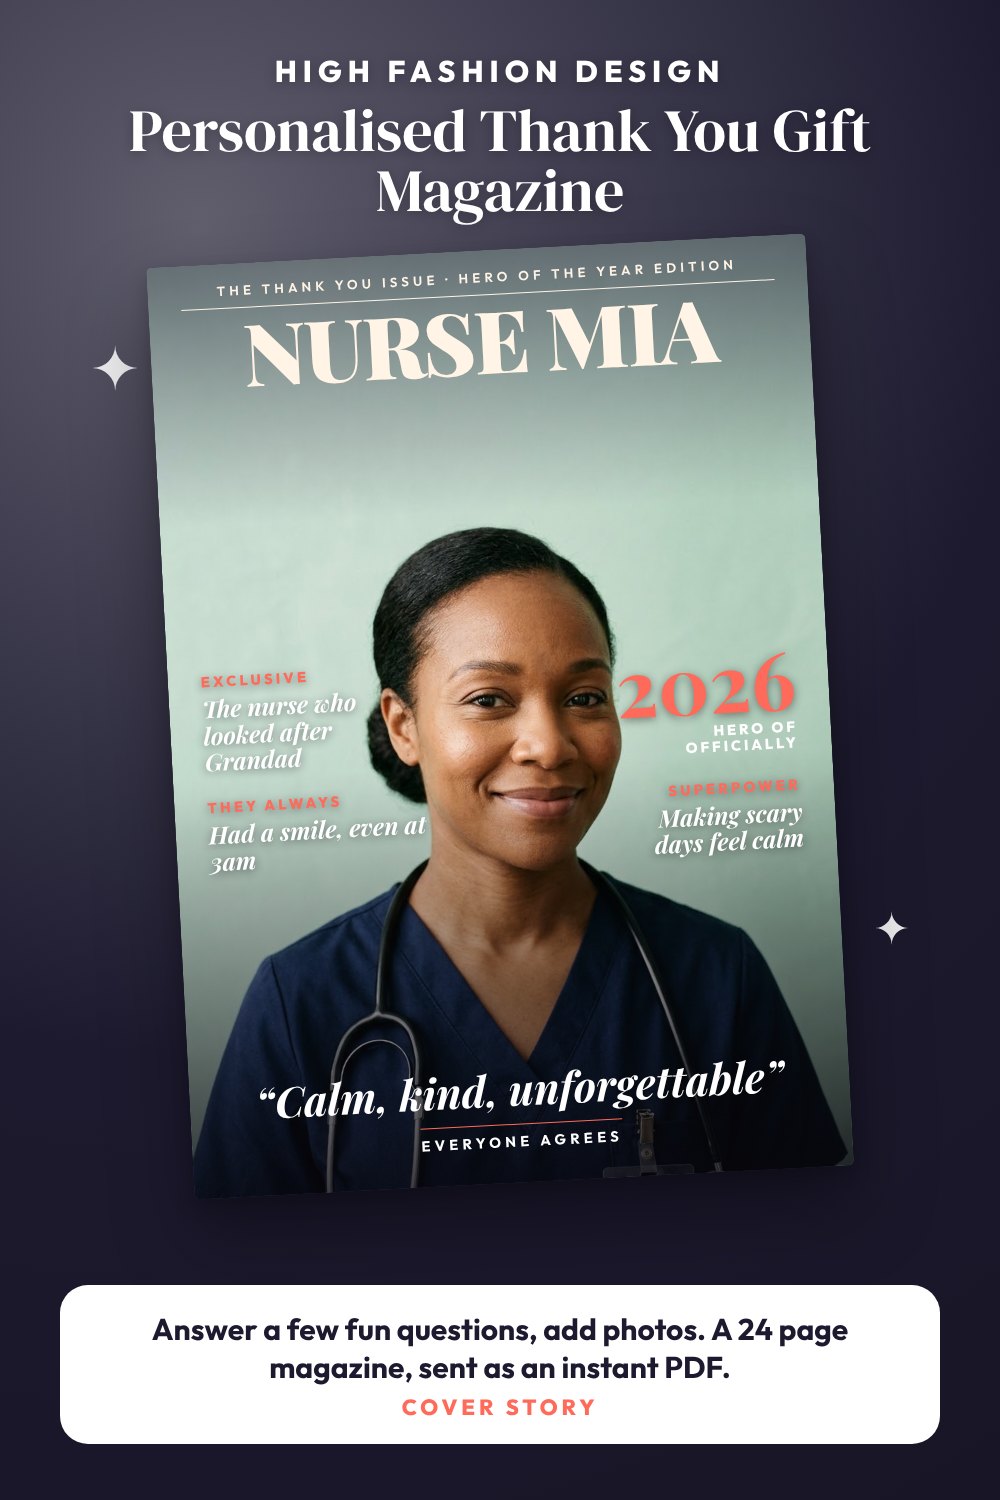 HIGH FASHION DESIGN
Personalised Thank You Gift
Magazine
THE THANK YOU ISSUE · HERO OF THE YEAR EDITION
NURSE MIA
EXCLUSIVE
The nurse who
looked after
Grandad
THEY ALWAYS
Had a smile, even at
3am
2026
HERO OF
OFFICIALLY
SUPERPOWER
Making scary
days feel calm
“Calm, kind, unforgettable”
EVERYONE AGREES
Answer a few fun questions, add photos. A 24 page
magazine, sent as an instant PDF.
COVER STORY